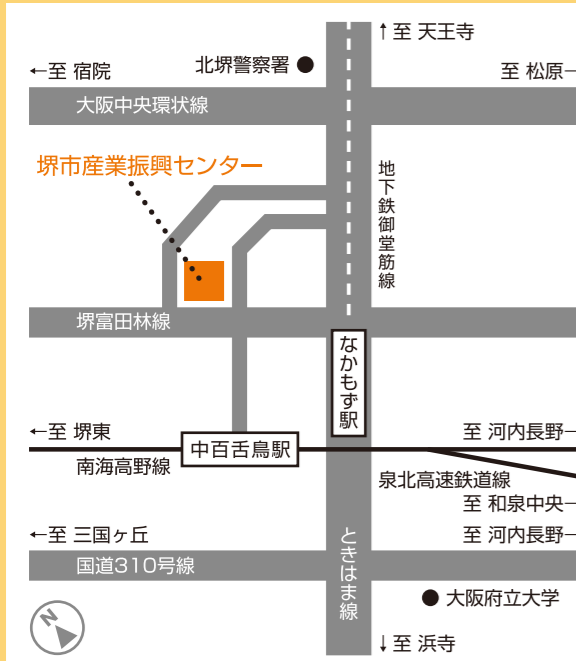 ↑至 天王寺
北堺警察署 ●
←至 宿院
至 松原
大阪中央環状線
堺市産業振興センター
地下鉄御堂筋線
堺富田林線
なかもず駅
←至 堺東
中百舌鳥駅
至 河内長野
南海高野線
泉北高速鉄道線
至 和泉中央
←至 三国ヶ丘
至 河内長野
ときはま線
国道310号線
● 大阪府立大学
N
↓至 浜寺